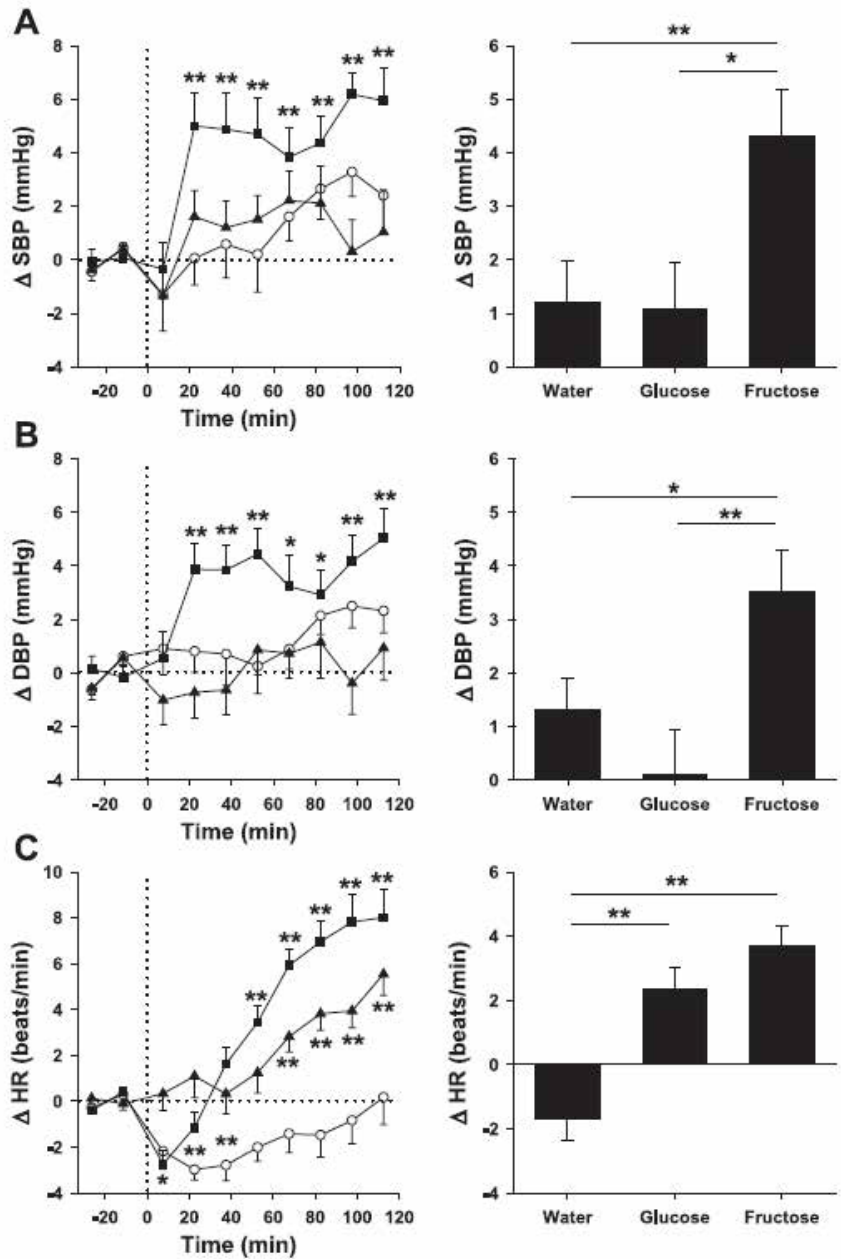 A
8
6
4
2
0
-2
-4
Δ SBP (mmHg)
** ** ** ** ** ** **
-20 0 20 40 60 80 100 120
Time (min)
6
5
4
3
2
1
0
Δ SBP (mmHg)
**
*
Water Glucose Fructose
B
8
6
4
2
0
-2
-4
Δ DBP (mmHg)
** ** ** * * ** **
-20 0 20 40 60 80 100 120
Time (min)
6
5
4
3
2
1
0
Δ DBP (mmHg)
*
**
Water Glucose Fructose
C
10
8
6
4
2
0
-2
-4
Δ HR (beats/min)
** ** ** ** **
** ** ** **
* ** **
-20 0 20 40 60 80 100 120
Time (min)
6
4
2
0
-2
-4
Δ HR (beats/min)
**
**
Water Glucose Fructose